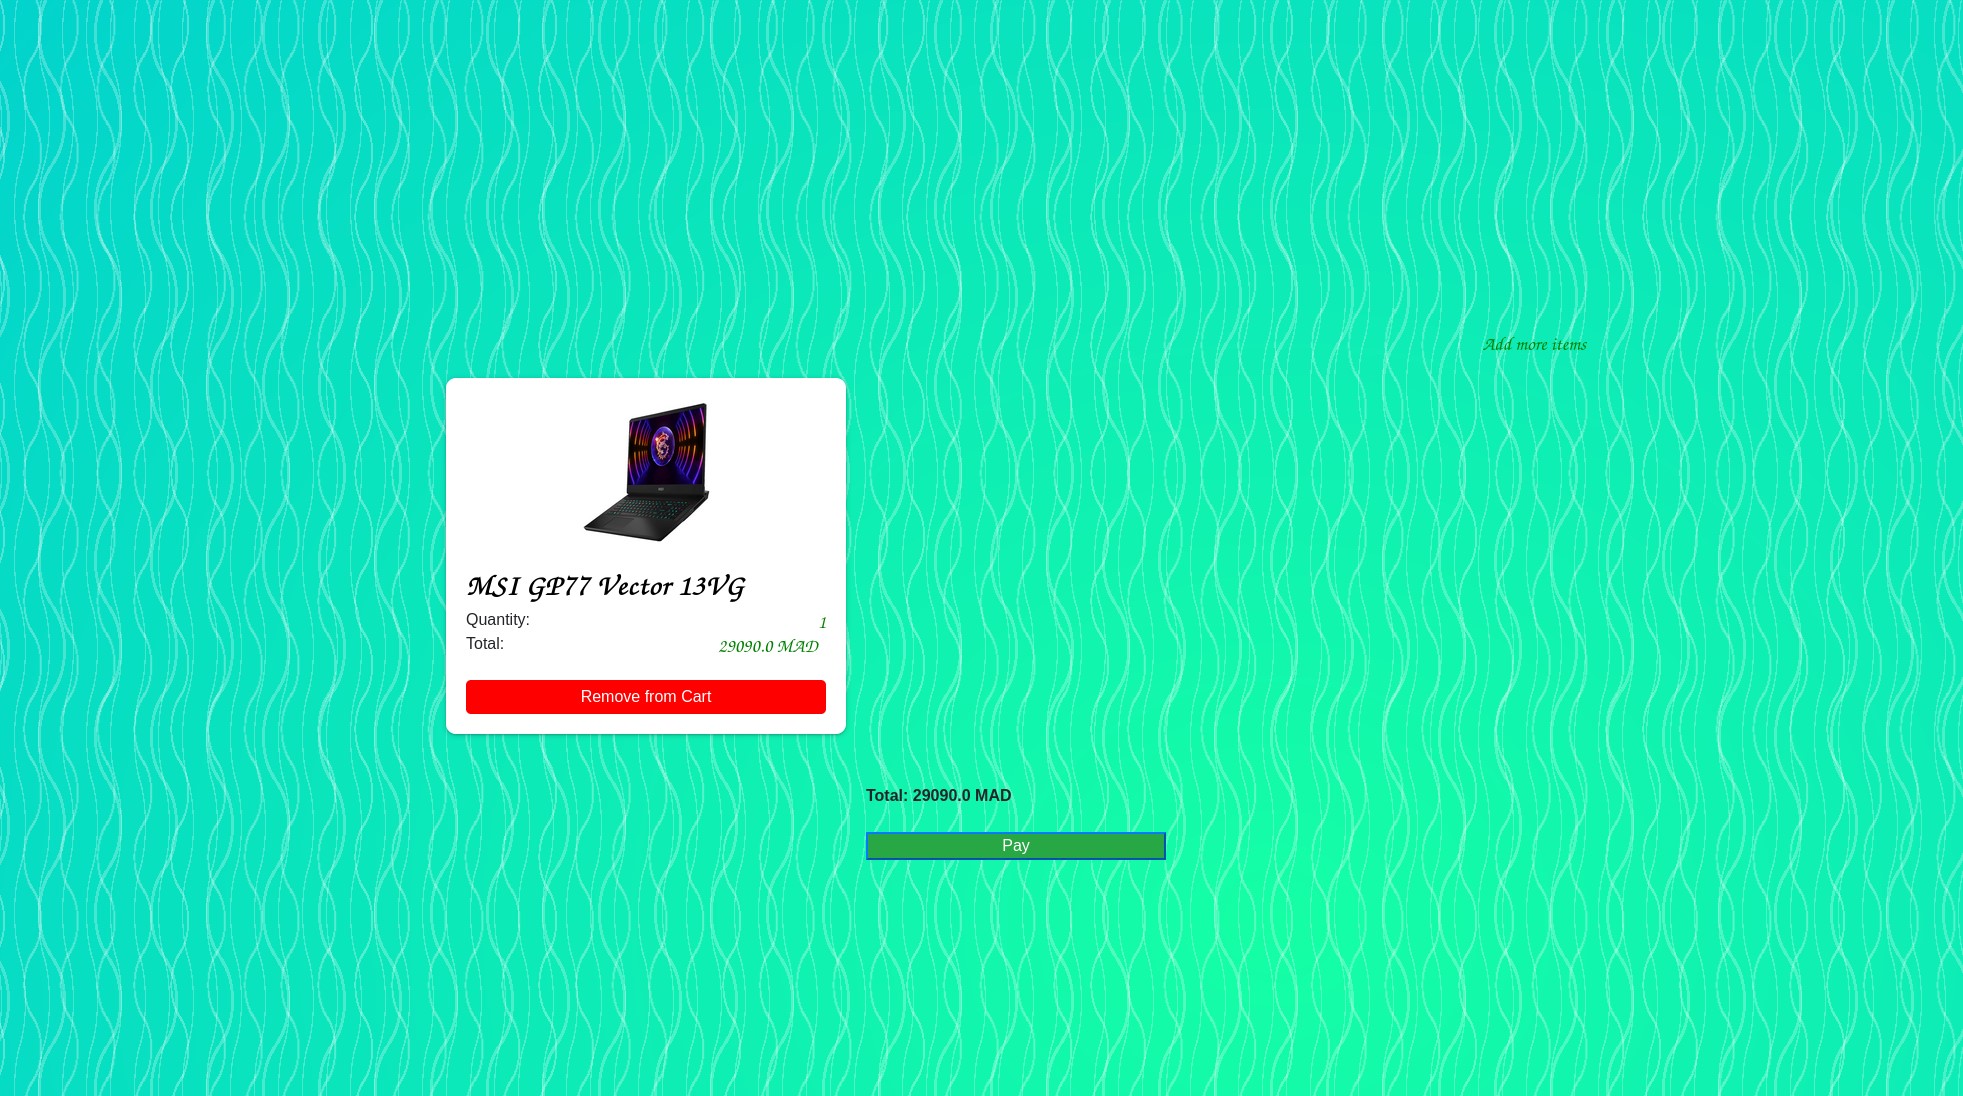 Add more items
MSI GP77 Vector 13VG
Quantity: 1
Total: 29090.0 MAD
Remove from Cart
Total: 29090.0 MAD
Pay